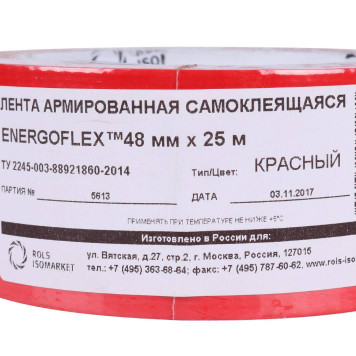 ROLS
ISOMARKET
ЛЕНТА АРМИРОВАННАЯ САМОКЛЕЯЩАЯСЯ
ENERGOFLEX™48 мм х 25 м
ТУ 2245-003-88921860-2014
Тип/Цвет: КРАСНЫЙ
ПАРТИЯ № 5613
ДАТА 03.11.2017
ПРИМЕНЯТЬ ПРИ ТЕМПЕРАТУРЕ НЕ НИЖЕ +5°С
Изготовлено в России для:
ROLS
ISOMARKET
ул. Вятская, д.27, стр.2, г. Москва, Россия, 127015
тел.: +7 (495) 363-68-64; факс: +7 (495) 787-60-62, www.rols-iso